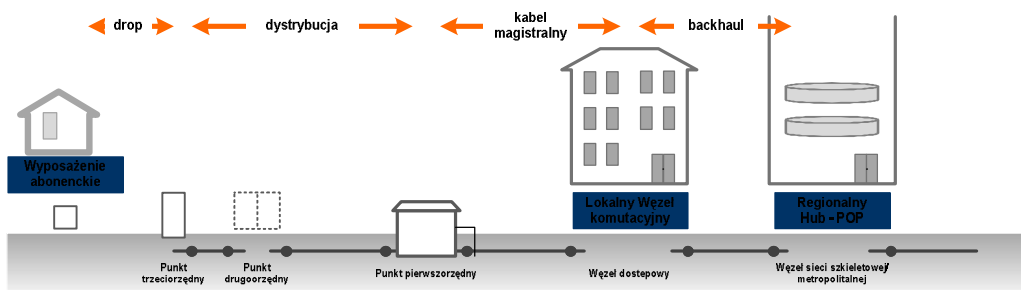 drop
dystrybucja
kabel
magistralny
backhaul
Wyposażenie
abonenckie
Lokalny Węzeł
komutacyjny
Regionalny
Hub - POP
Punkt
trzeciorzędny
Punkt
drugoorzędny
Punkt pierwszorzędny
Węzeł dostepowy
Węzeł sieci szkieletowej/
metropolitalnej